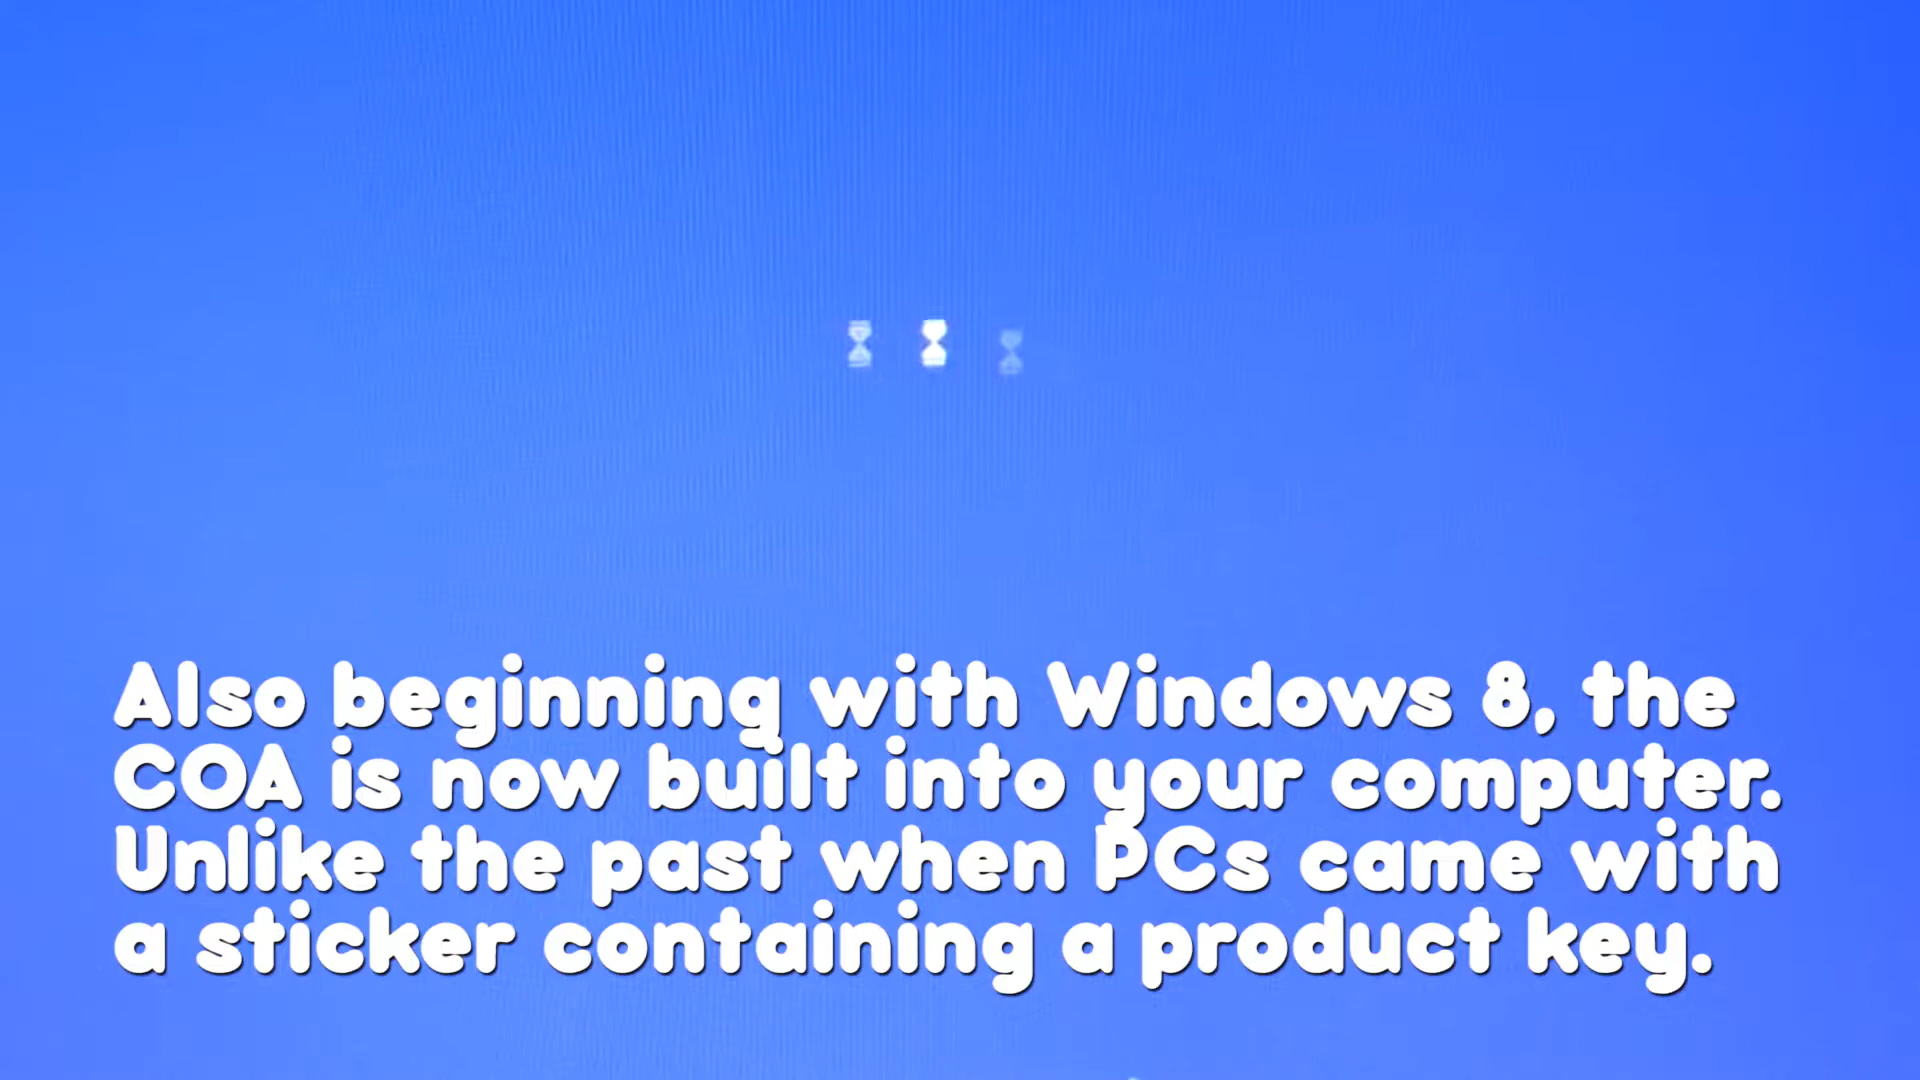 Also beginning with Windows 8, the
COA is now built into your computer.
Unlike the past when PCs came with
a sticker containing a product key.